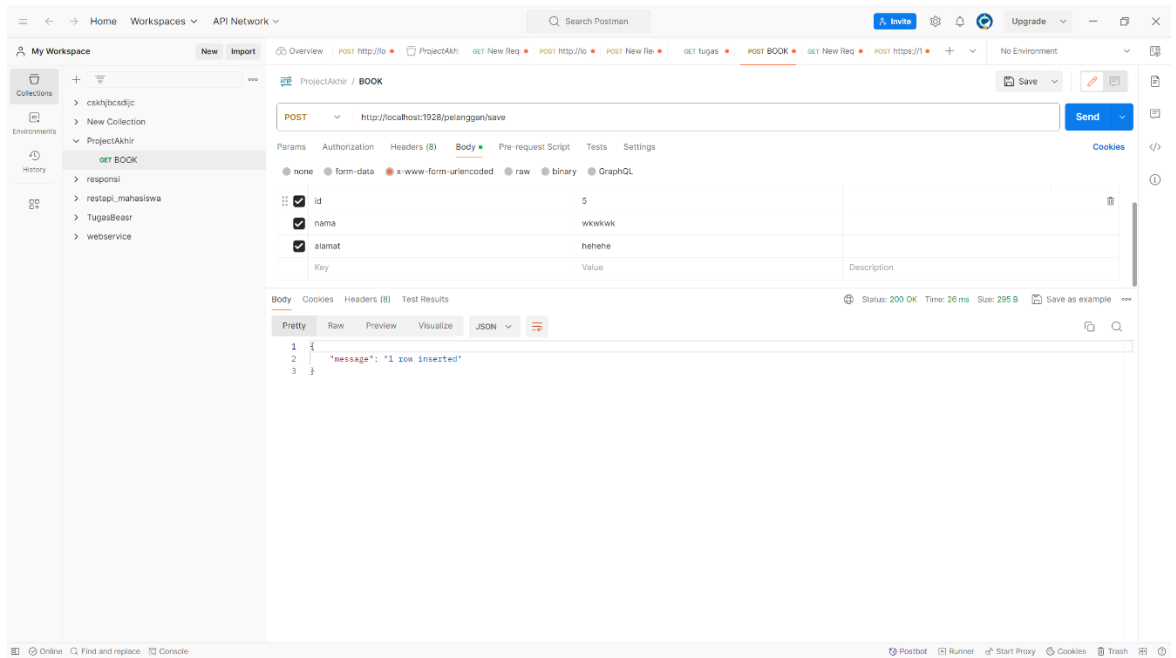 Home Workspaces API Network Search Postman Invite Upgrade
My Workspace New Import Overview POST http://lo ProjectAkh GET New Req POST http://lo POST New Re GET tugas POST BOOK GET New Req POST https://1 No Environment
Collections
Environments
History
cskhjbcsdijc
New Collection
ProjectAkhir
GET BOOK
responsi
restapi_mahasiswa
TugasBeasr
webservice
HTTP ProjectAkhir / BOOK Save
POST http://localhost:1928/pelanggan/save Send
Params Authorization Headers (8) Body Pre-request Script Tests Settings Cookies
none form-data x-www-form-urlencoded raw binary GraphQL
id 5
nama wkwkwk
alamat hehehe
Key Value Description
Body Cookies Headers (8) Test Results Status: 200 OK Time: 26 ms Size: 295 B Save as example
Pretty Raw Preview Visualize JSON
1 {
2 "message": "1 row inserted"
3 }
Online Find and replace Console Postbot Runner Start Proxy Cookies Trash